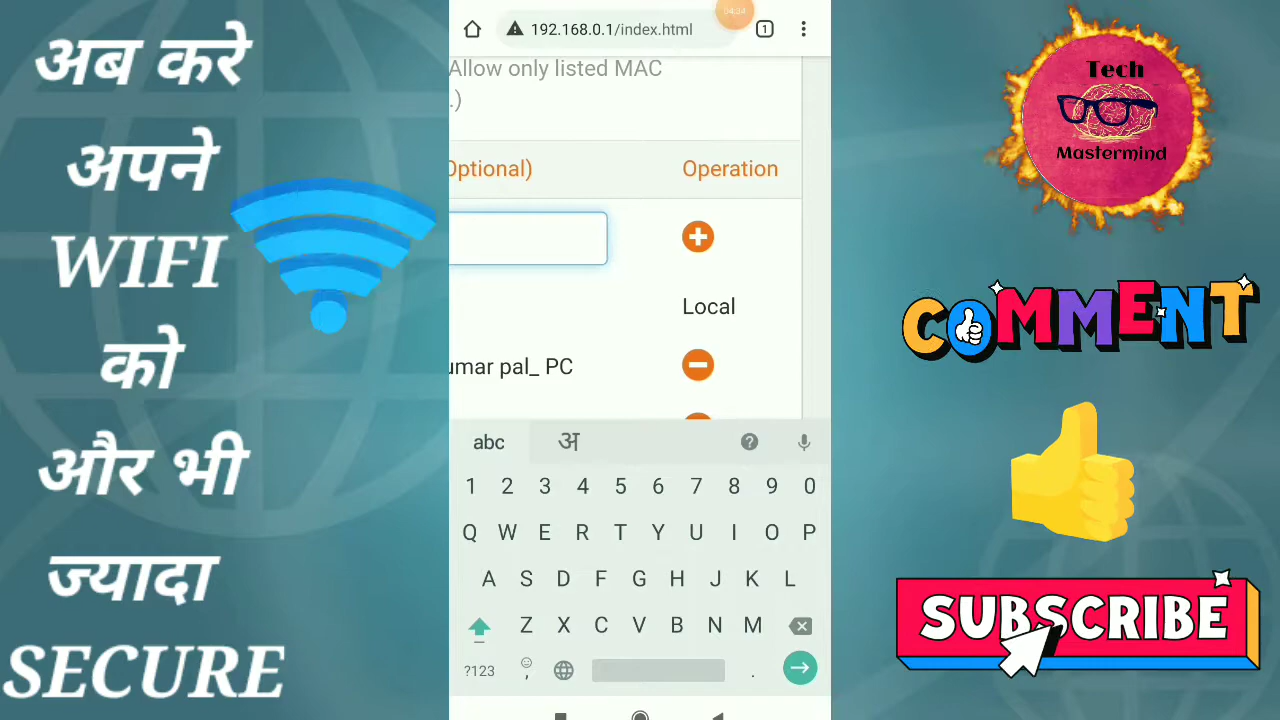 अब करे
अपने
WIFI
को
और भी
ज्यादा
SECURE
192.168.0.1/index.html
04:34
1
Allow only listed MAC
.)
Optional)
Operation
Local
umar pal_ PC
abc
अ
1 2 3 4 5 6 7 8 9 0
Q W E R T Y U I O P
A S D F G H J K L
Z X C V B N M
?123 , .
Tech
Mastermind
COMMENT
SUBSCRIBE